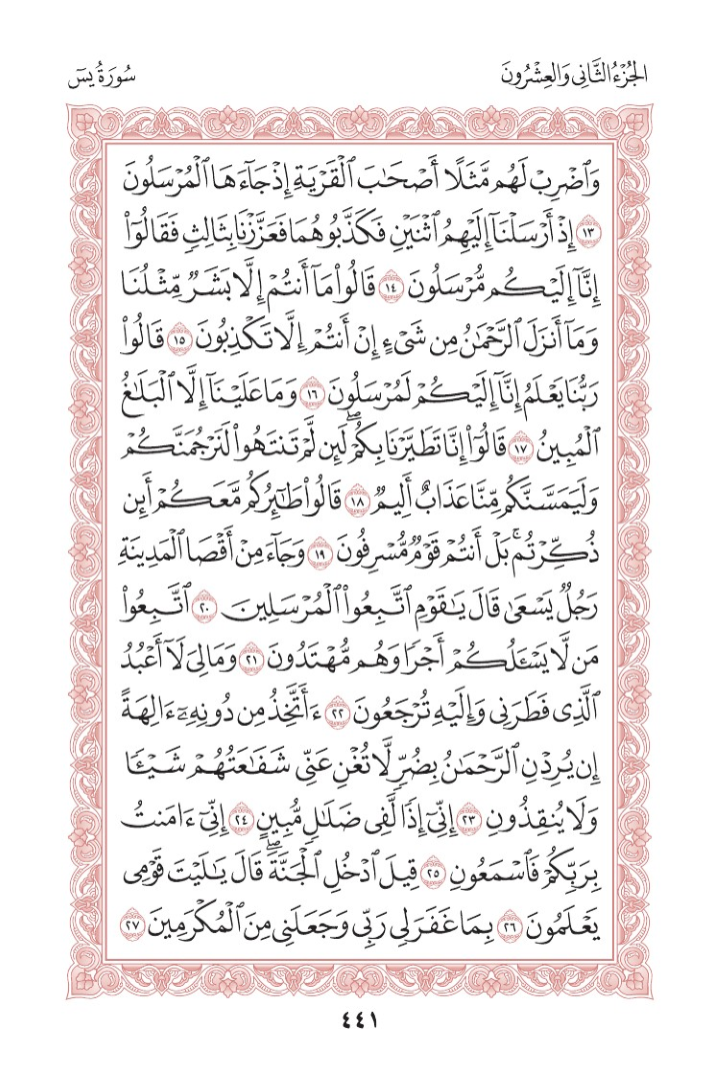 الجُزْءُ الثَّانِي وَالعِشْرُونَ
سُورَةُ يسٓ
وَٱضْرِبْ لَهُم مَّثَلًا أَصْحَٰبَ ٱلْقَرْيَةِ إِذْ جَآءَهَا ٱلْمُرْسَلُونَ
١٣ إِذْ أَرْسَلْنَآ إِلَيْهِمُ ٱثْنَيْنِ فَكَذَّبُوهُمَا فَعَزَّزْنَا بِثَالِثٍ فَقَالُوٓا۟
إِنَّآ إِلَيْكُم مُّرْسَلُونَ ١٤ قَالُوا۟ مَآ أَنتُمْ إِلَّا بَشَرٌ مِّثْلُنَا
وَمَآ أَنزَلَ ٱلرَّحْمَٰنُ مِن شَىْءٍ إِنْ أَنتُمْ إِلَّا تَكْذِبُونَ ١٥ قَالُوا۟
رَبُّنَا يَعْلَمُ إِنَّآ إِلَيْكُمْ لَمُرْسَلُونَ ١٦ وَمَا عَلَيْنَآ إِلَّا ٱلْبَلَٰغُ
ٱلْمُبِينُ ١٧ قَالُوٓا۟ إِنَّا تَطَيَّرْنَا بِكُمْ ۖ لَئِن لَّمْ تَنتَهُوا۟ لَنَرْجُمَنَّكُمْ
وَلَيَمَسَّنَّكُم مِّنَّا عَذَابٌ أَلِيمٌ ١٨ قَالُوا۟ طَٰٓئِرُكُم مَّعَكُمْ أَئِن
ذُكِّرْتُم ۚ بَلْ أَنتُمْ قَوْمٌ مُّسْرِفُونَ ١٩ وَجَآءَ مِنْ أَقْصَا ٱلْمَدِينَةِ
رَجُلٌ يَسْعَىٰ قَالَ يَٰقَوْمِ ٱتَّبِعُوا۟ ٱلْمُرْسَلِينَ ٢٠ ٱتَّبِعُوا۟
مَن لَّا يَسْـَٔلُكُمْ أَجْرًا وَهُم مُّهْتَدُونَ ٢١ وَمَا لِىَ لَآ أَعْبُدُ
ٱلَّذِى فَطَرَنِى وَإِلَيْهِ تُرْجَعُونَ ٢٢ ءَأَتَّخِذُ مِن دُونِهِۦٓ ءَالِهَةً
إِن يُرِدْنِ ٱلرَّحْمَٰنُ بِضُرٍّ لَّا تُغْنِ عَنِّى شَفَٰعَتُهُمْ شَيْـًٔا
وَلَا يُنقِذُونِ ٢٣ إِنِّىٓ إِذًا لَّفِى ضَلَٰلٍ مُّبِينٍ ٢٤ إِنِّىٓ ءَامَنتُ
بِرَبِّكُمْ فَٱسْمَعُونِ ٢٥ قِيلَ ٱدْخُلِ ٱلْجَنَّةَ ۖ قَالَ يَٰلَيْتَ قَوْمِى
يَعْلَمُونَ ٢٦ بِمَا غَفَرَ لِى رَبِّى وَجَعَلَنِى مِنَ ٱلْمُكْرَمِينَ ٢٧
٤٤١